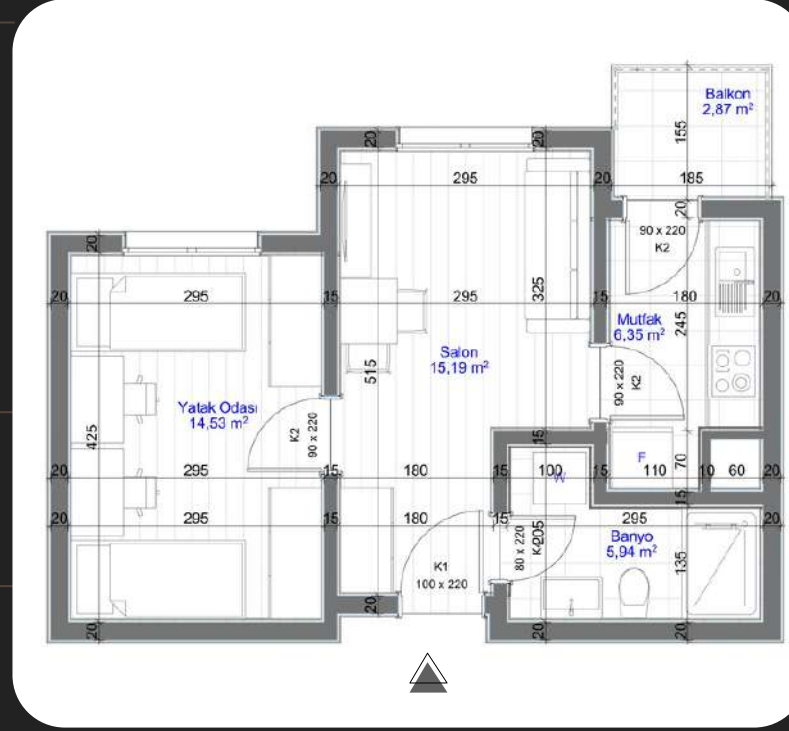 Balkon
2,87 m²
155
20
20
20
295
20
185
20
90 x 220
K2
20
20
295
15
295
325
15
180
20
Mutfak
6,35 m²
245
Salon
15,19 m²
515
90 x 220
K2
Yatak Odası
14,53 m²
425
K2
90 x 220
15
15
F
70
20
295
15
180
15
100
15
110
10
60
20
W
15
20
295
15
180
15
205
295
20
Banyo
5,94 m²
80 x 220
135
K1
100 x 220
20
20
20
20